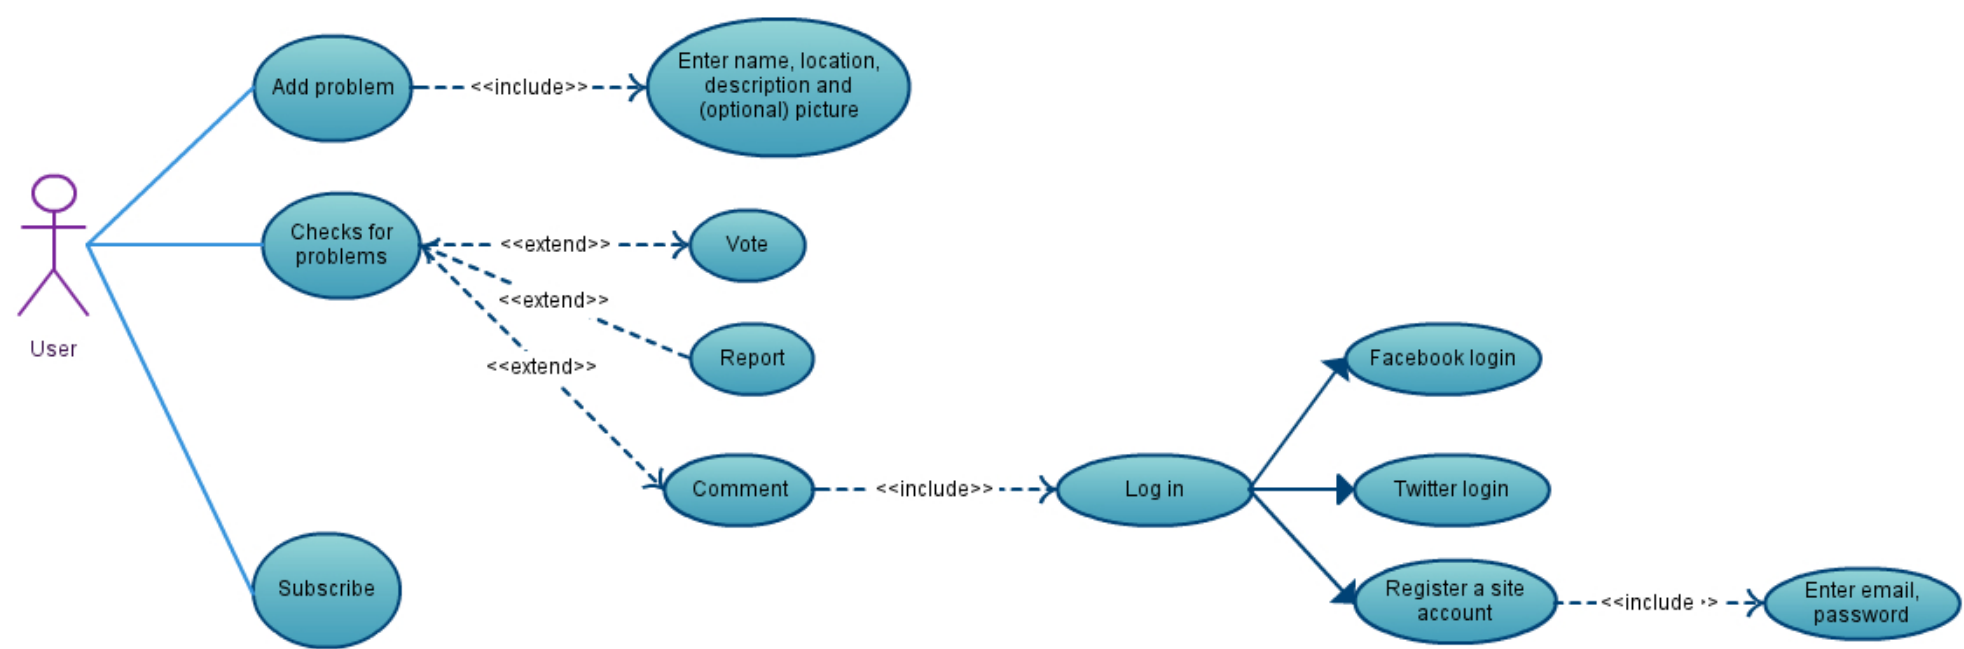 Add problem
<<include>>
Enter name, location,
description and
(optional) picture
User
Checks for
problems
<<extend>>
Vote
<<extend>>
Report
<<extend>>
Comment
<<include>>
Log in
Facebook login
Twitter login
Register a site
account
<<include >
Enter email,
password
Subscribe